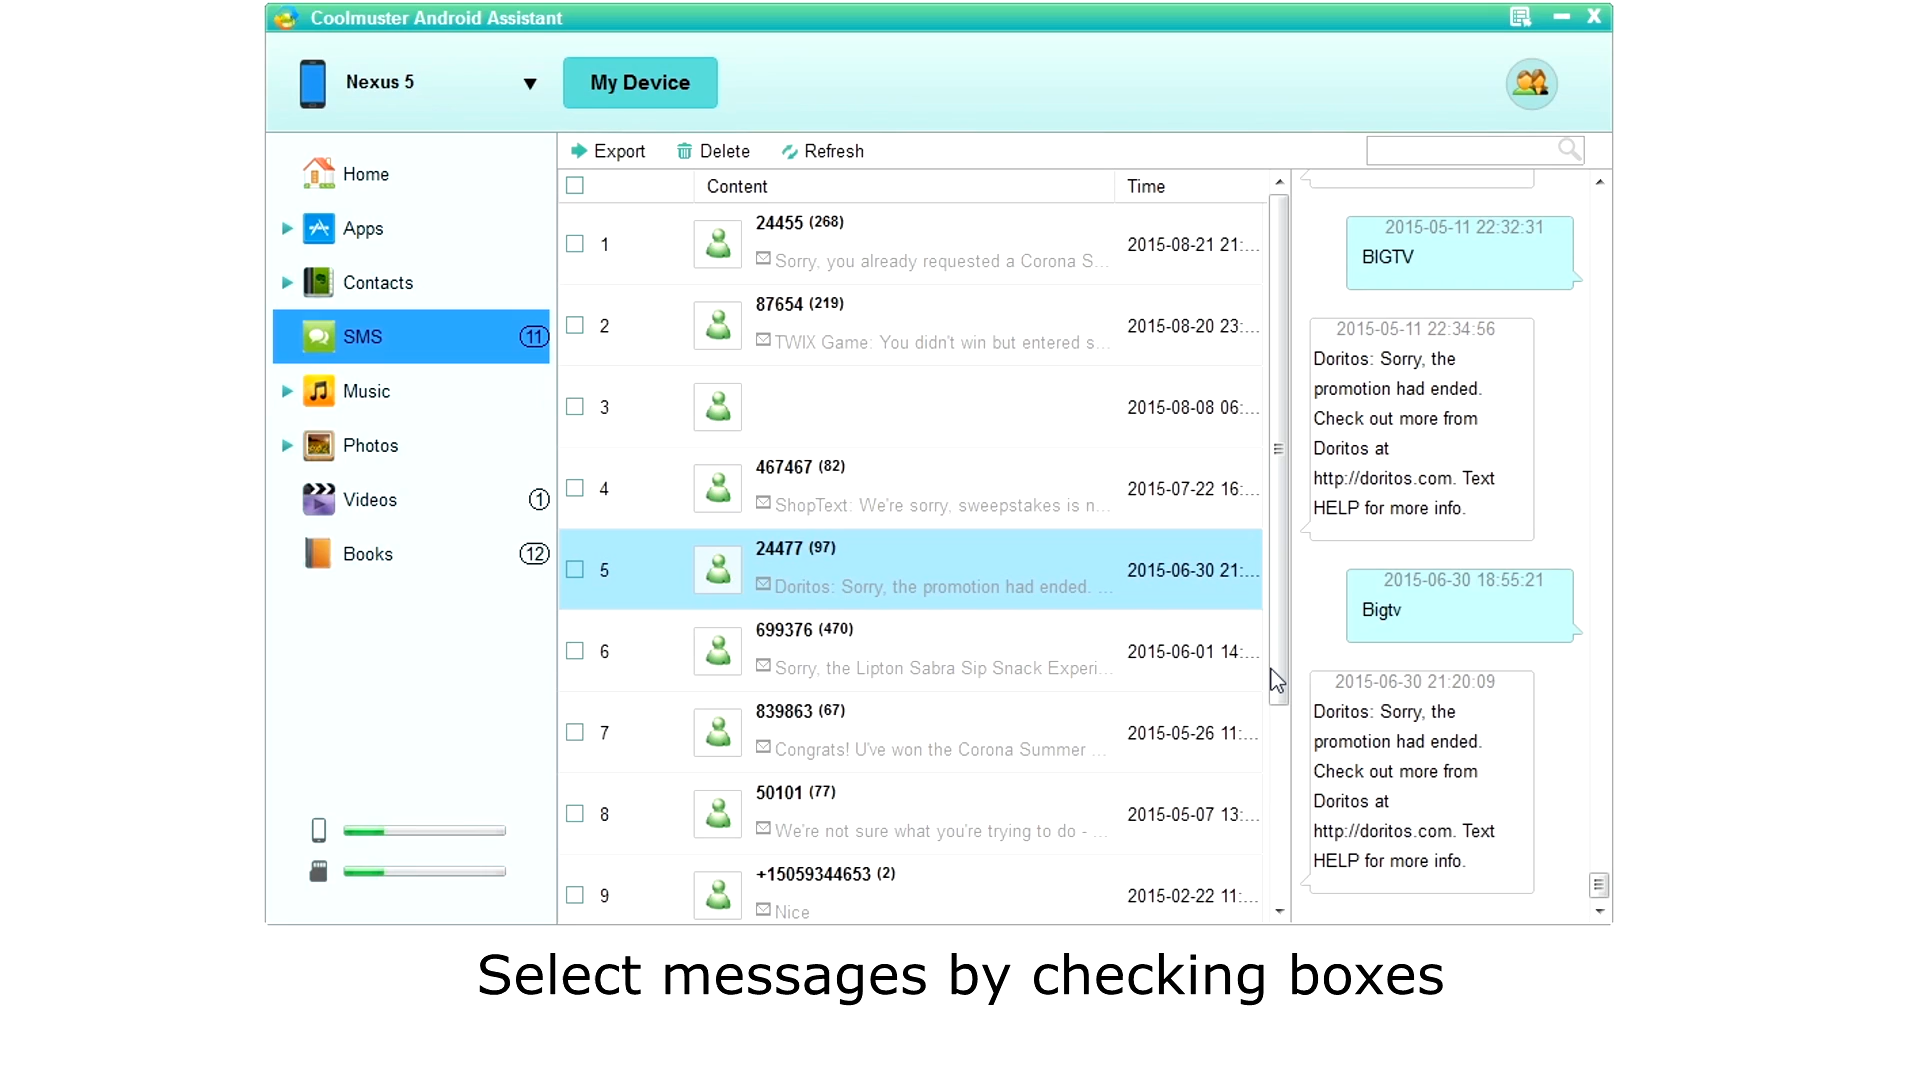 Coolmuster Android Assistant
Nexus 5
My Device
Home
Apps
Contacts
SMS 11
Music
Photos
Videos 1
Books 12
Export Delete Refresh
Content Time
1 24455 (268) 2015-08-21 21:...
Sorry, you already requested a Corona S...
2 87654 (219) 2015-08-20 23:...
TWIX Game: You didn't win but entered s...
3 2015-08-08 06:...
4 467467 (82) 2015-07-22 16:...
ShopText: We're sorry, sweepstakes is n...
5 24477 (97) 2015-06-30 21:...
Doritos: Sorry, the promotion had ended. ...
6 699376 (470) 2015-06-01 14:...
Sorry, the Lipton Sabra Sip Snack Experi...
7 839863 (67) 2015-05-26 11:...
Congrats! U've won the Corona Summer ...
8 50101 (77) 2015-05-07 13:...
We're not sure what you're trying to do - ...
9 +15059344653 (2) 2015-02-22 11:...
Nice
2015-05-11 22:32:31
BIGTV
2015-05-11 22:34:56
Doritos: Sorry, the
promotion had ended.
Check out more from
Doritos at
http://doritos.com. Text
HELP for more info.
2015-06-30 18:55:21
Bigtv
2015-06-30 21:20:09
Doritos: Sorry, the
promotion had ended.
Check out more from
Doritos at
http://doritos.com. Text
HELP for more info.
Select messages by checking boxes